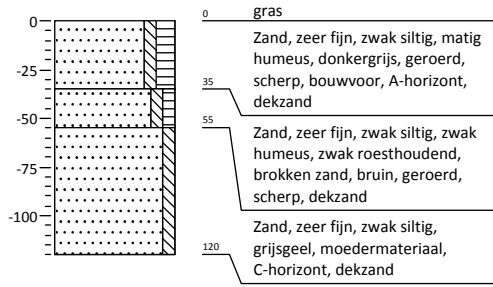 0
-25
-50
-75
-100
0
gras
Zand, zeer fijn, zwak siltig, matig
humeus, donkergrijs, geroerd,
scherp, bouwvoor, A-horizont,
dekzand
35
Zand, zeer fijn, zwak siltig, zwak
humeus, zwak roesthoudend,
brokken zand, bruin, geroerd,
scherp, dekzand
55
Zand, zeer fijn, zwak siltig,
grijsgeel, moedermateriaal,
C-horizont, dekzand
120